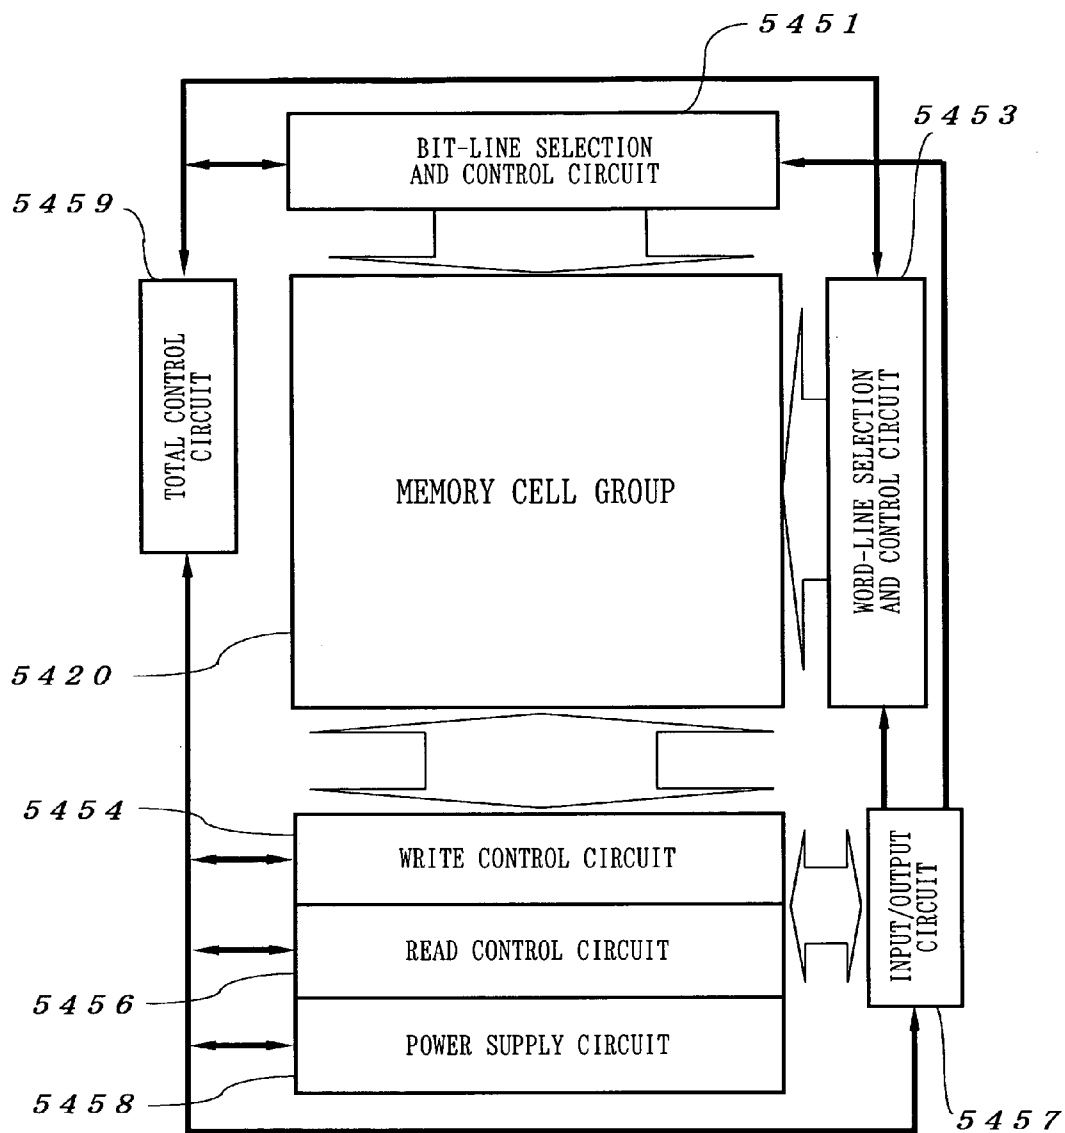 5451
BIT-LINE SELECTION
AND CONTROL CIRCUIT
5453
5459
TOTAL CONTROL
CIRCUIT
MEMORY CELL GROUP
WORD-LINE SELECTION
AND CONTROL CIRCUIT
5420
5454
WRITE CONTROL CIRCUIT
INPUT/OUTPUT
CIRCUIT
READ CONTROL CIRCUIT
5456
POWER SUPPLY CIRCUIT
5458
5457